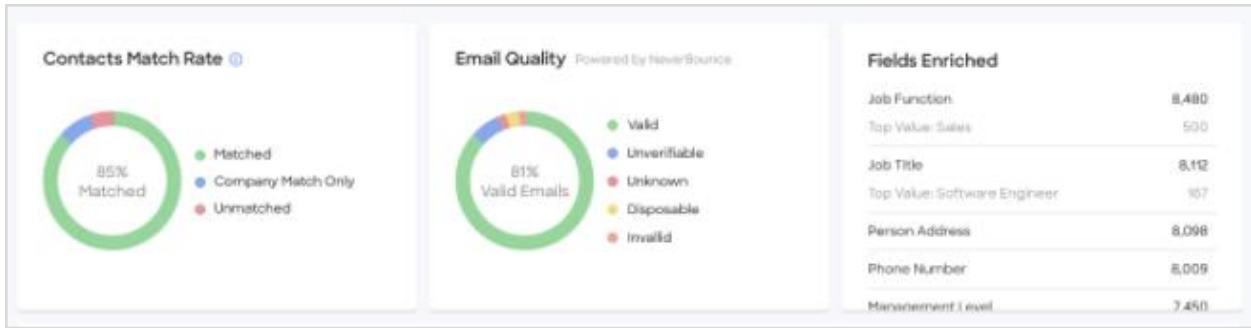 Contacts Match Rate
85%
Matched
Matched
Company Match Only
Unmatched
Email Quality Powered by NeverBounce
81%
Valid Emails
Valid
Unverifiable
Unknown
Disposable
Invalid
Fields Enriched
Job Function 8,480
Top Value: Sales 500
Job Title 8,112
Top Value: Software Engineer 167
Person Address 8,098
Phone Number 8,009
Management Level 7,450